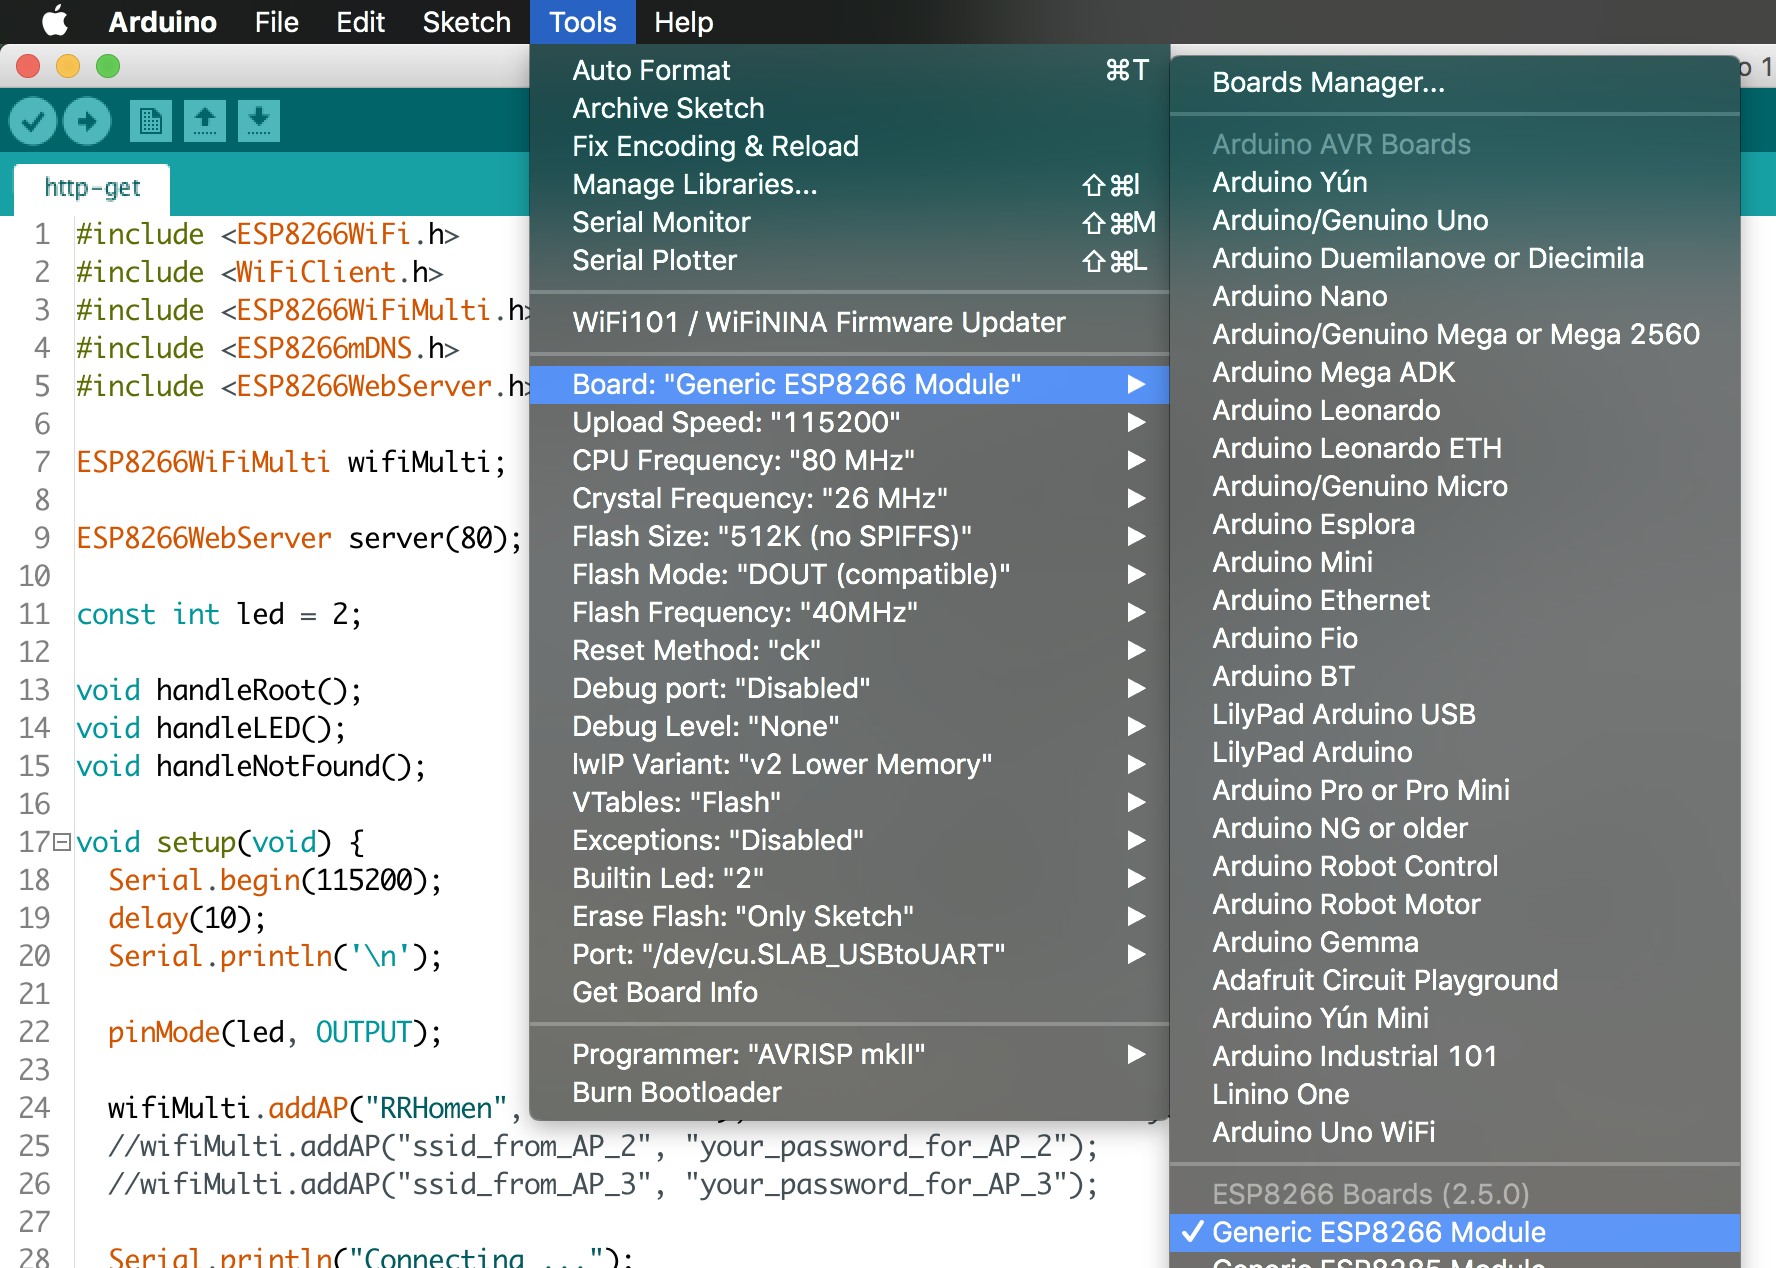 Arduino File Edit Sketch Tools Help
o 1
http-get
1 #include <ESP8266WiFi.h>
2 #include <WiFiClient.h>
3 #include <ESP8266WiFiMulti.h>
4 #include <ESP8266mDNS.h>
5 #include <ESP8266WebServer.h>
6
7 ESP8266WiFiMulti wifiMulti;
8
9 ESP8266WebServer server(80);
10
11 const int led = 2;
12
13 void handleRoot();
14 void handleLED();
15 void handleNotFound();
16
17 void setup(void) {
18 Serial.begin(115200);
19 delay(10);
20 Serial.println('\n');
21
22 pinMode(led, OUTPUT);
23
24 wifiMulti.addAP("RRHomen",
25 //wifiMulti.addAP("ssid_from_AP_2", "your_password_for_AP_2");
26 //wifiMulti.addAP("ssid_from_AP_3", "your_password_for_AP_3");
27
28 Serial.println("Connecting ...");
Auto Format ⌘T
Archive Sketch
Fix Encoding & Reload
Manage Libraries... ⇧⌘I
Serial Monitor ⇧⌘M
Serial Plotter ⇧⌘L
WiFi101 / WiFiNINA Firmware Updater
Board: "Generic ESP8266 Module" ▶
Upload Speed: "115200" ▶
CPU Frequency: "80 MHz" ▶
Crystal Frequency: "26 MHz" ▶
Flash Size: "512K (no SPIFFS)" ▶
Flash Mode: "DOUT (compatible)" ▶
Flash Frequency: "40MHz" ▶
Reset Method: "ck" ▶
Debug port: "Disabled" ▶
Debug Level: "None" ▶
lwIP Variant: "v2 Lower Memory" ▶
VTables: "Flash" ▶
Exceptions: "Disabled" ▶
Builtin Led: "2" ▶
Erase Flash: "Only Sketch" ▶
Port: "/dev/cu.SLAB_USBtoUART" ▶
Get Board Info
Programmer: "AVRISP mkII" ▶
Burn Bootloader
Boards Manager...
Arduino AVR Boards
Arduino Yún
Arduino/Genuino Uno
Arduino Duemilanove or Diecimila
Arduino Nano
Arduino/Genuino Mega or Mega 2560
Arduino Mega ADK
Arduino Leonardo
Arduino Leonardo ETH
Arduino/Genuino Micro
Arduino Esplora
Arduino Mini
Arduino Ethernet
Arduino Fio
Arduino BT
LilyPad Arduino USB
LilyPad Arduino
Arduino Pro or Pro Mini
Arduino NG or older
Arduino Robot Control
Arduino Robot Motor
Arduino Gemma
Adafruit Circuit Playground
Arduino Yún Mini
Arduino Industrial 101
Linino One
Arduino Uno WiFi
ESP8266 Boards (2.5.0)
✓ Generic ESP8266 Module
Generic ESP8285 Module